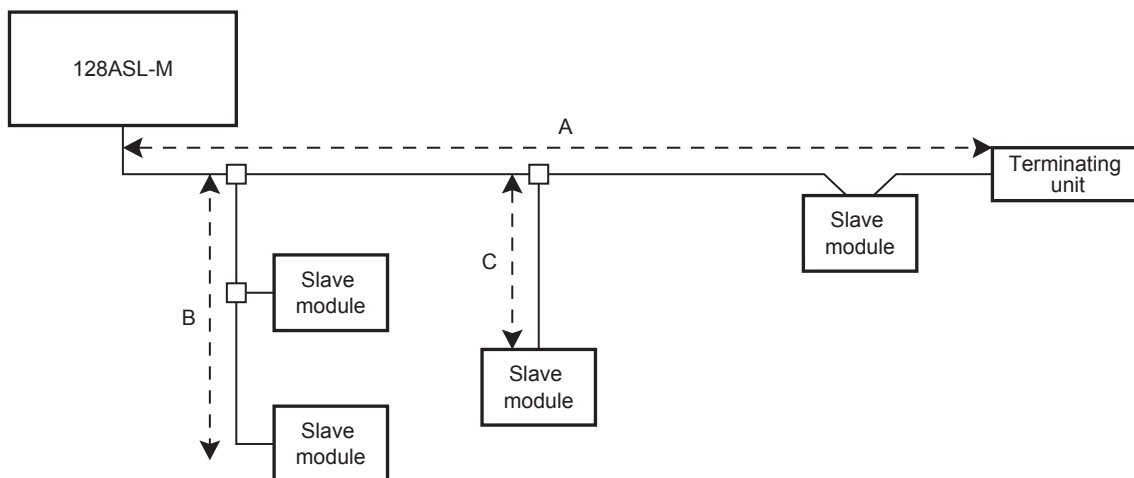 128ASL-M
A
Terminating
unit
Slave
module
C
Slave
module
B
Slave
module
Slave
module